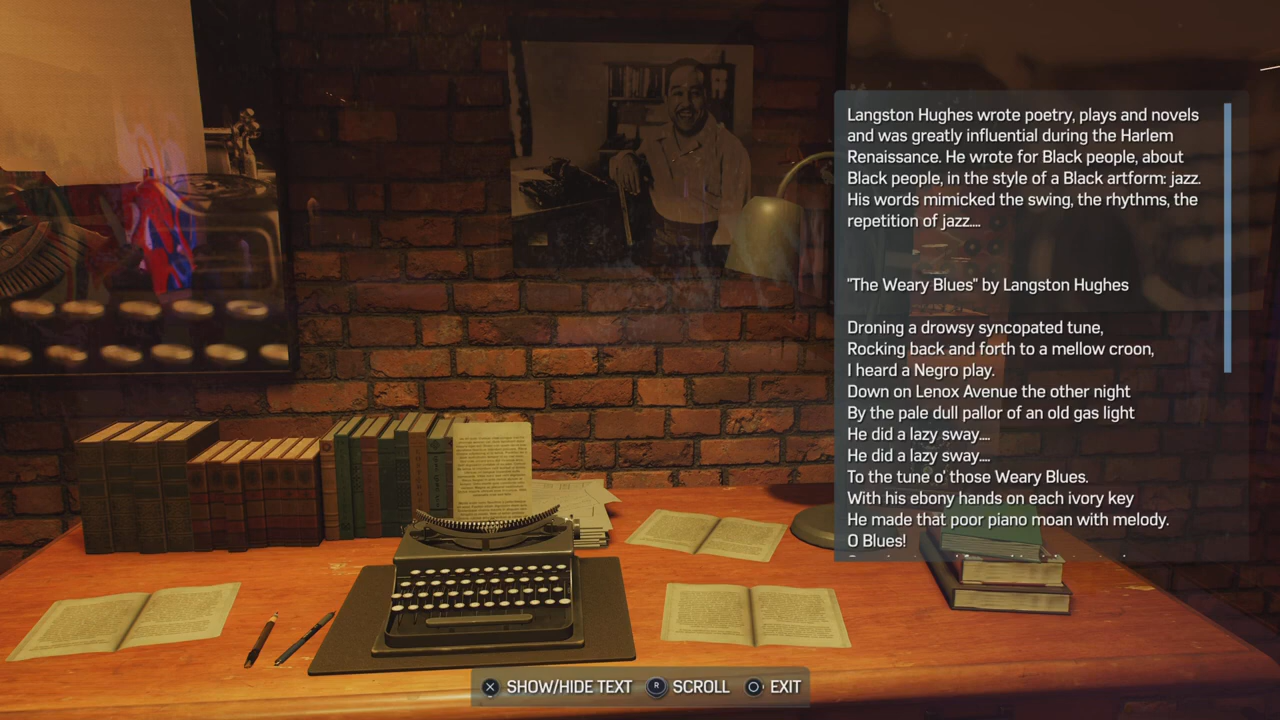 Langston Hughes wrote poetry, plays and novels
and was greatly influential during the Harlem
Renaissance. He wrote for Black people, about
Black people, in the style of a Black artform: jazz.
His words mimicked the swing, the rhythms, the
repetition of jazz....
"The Weary Blues" by Langston Hughes
Droning a drowsy syncopated tune,
Rocking back and forth to a mellow croon,
I heard a Negro play.
Down on Lenox Avenue the other night
By the pale dull pallor of an old gas light
He did a lazy sway....
He did a lazy sway....
To the tune o' those Weary Blues.
With his ebony hands on each ivory key
He made that poor piano moan with melody.
O Blues!
SHOW/HIDE TEXT R SCROLL EXIT